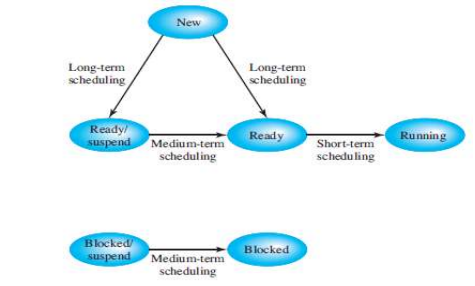 New
Long-term
scheduling
Long-term
scheduling
Ready/
suspend
Medium-term
scheduling
Ready
Short-term
scheduling
Running
Blocked/
suspend
Medium-term
scheduling
Blocked